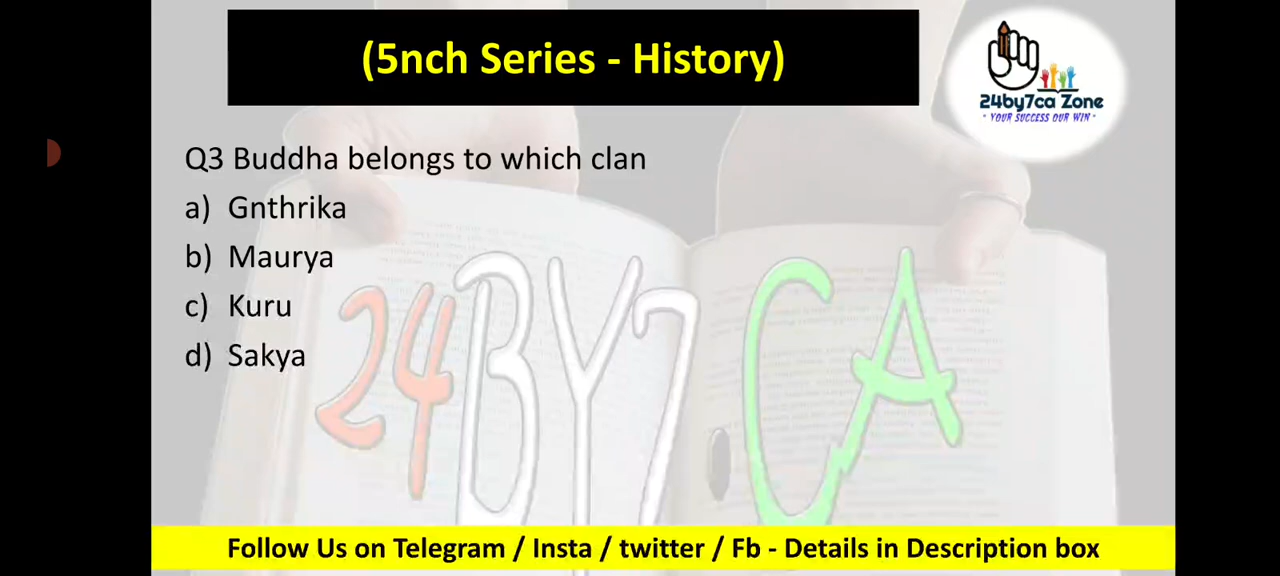 (5nch Series - History)
24by7ca Zone
- YOUR SUCCESS OUR WIN -
Q3 Buddha belongs to which clan
a) Gnthrika
b) Maurya
c) Kuru
d) Sakya
24BY7.CA
Follow Us on Telegram / Insta / twitter / Fb - Details in Description box